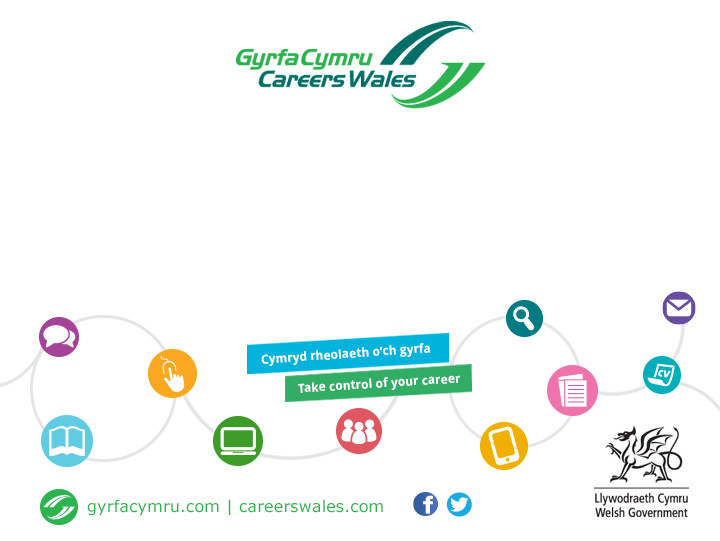 Gyrfa Cymru
Careers Wales
Cymryd rheolaeth o'ch gyrfa
Take control of your career
CV
gyrfacymru.com | careerswales.com
f
Llywodraeth Cymru
Welsh Government